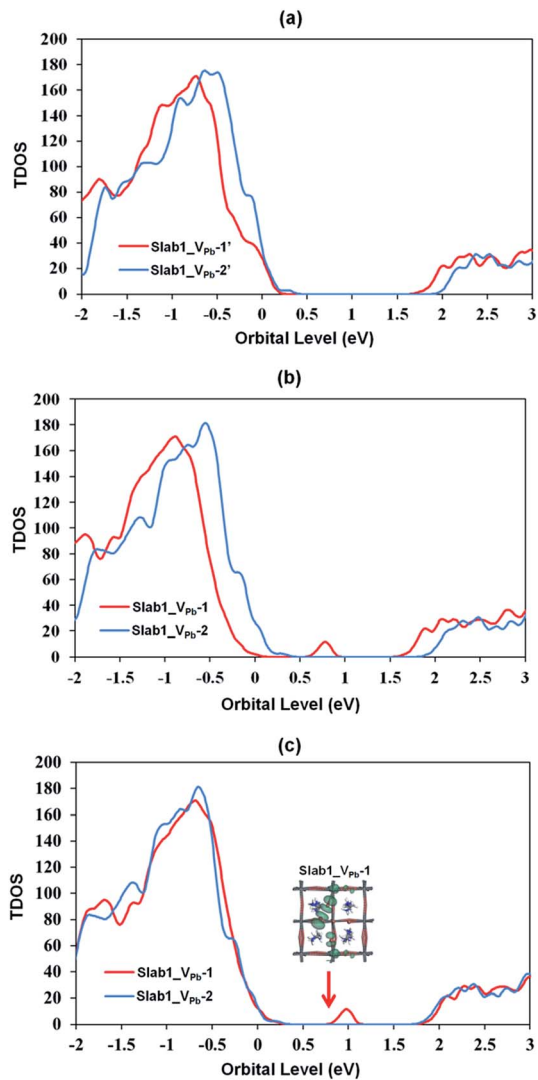 (a)
200
180
160
140
120
100
80
60
40
20
0
TDOS
Slab1_VPb-1’
Slab1_VPb-2’
-2 -1.5 -1 -0.5 0 0.5 1 1.5 2 2.5 3
Orbital Level (eV)
(b)
200
180
160
140
120
100
80
60
40
20
0
TDOS
Slab1_VPb-1
Slab1_VPb-2
-2 -1.5 -1 -0.5 0 0.5 1 1.5 2 2.5 3
Orbital Level (eV)
(c)
200
180
160
140
120
100
80
60
40
20
0
TDOS
Slab1_VPb-1
Slab1_VPb-1
Slab1_VPb-2
-2 -1.5 -1 -0.5 0 0.5 1 1.5 2 2.5 3
Orbital Level (eV)